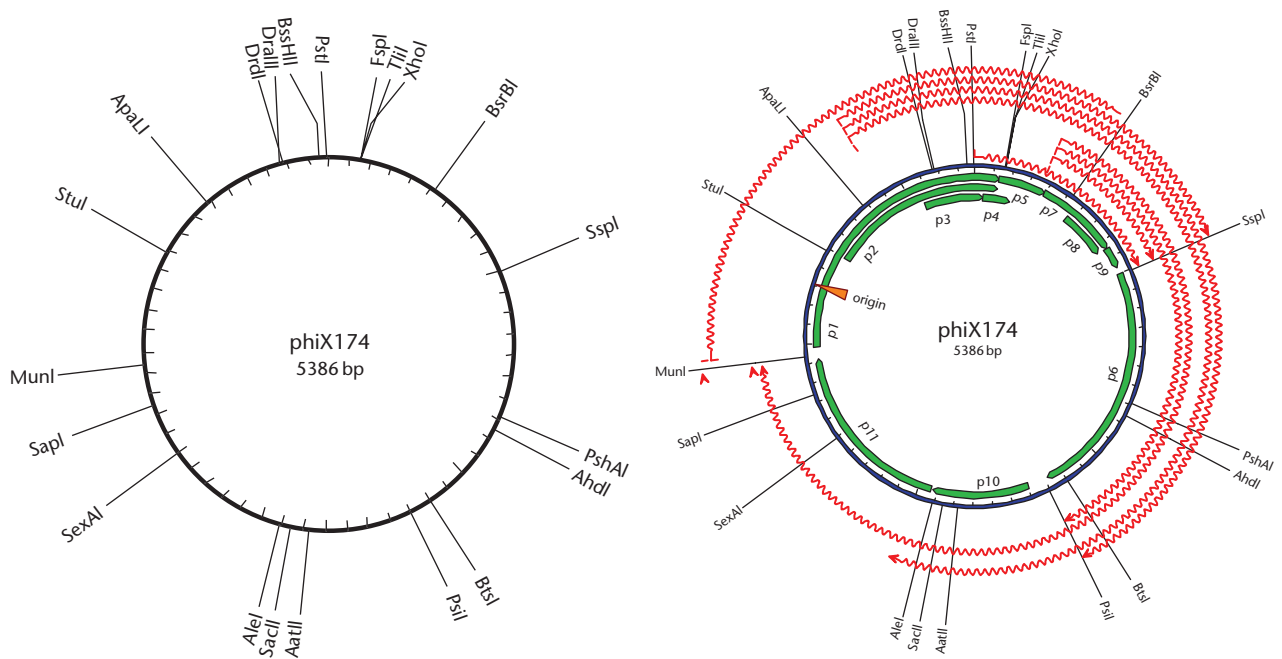 DrdI
DraIII
BssHII
PstI
FspI
TliI
XhoI
BsrBI
SspI
PshAI
AhdI
BtsI
PsiI
AatII
SacII
AleI
SexAI
SapI
MunI
StuI
ApaLI
phiX174
5386 bp
DrdI
DraIII
BssHII
PstI
FspI
TliI
XhoI
BsrBI
SspI
PshAI
AhdI
BtsI
PsiI
AatII
SacII
AleI
SexAI
SapI
MunI
StuI
ApaLI
p1
p2
p3
p4
p5
p7
p8
p9
p6
p10
p11
origin
phiX174
5386 bp